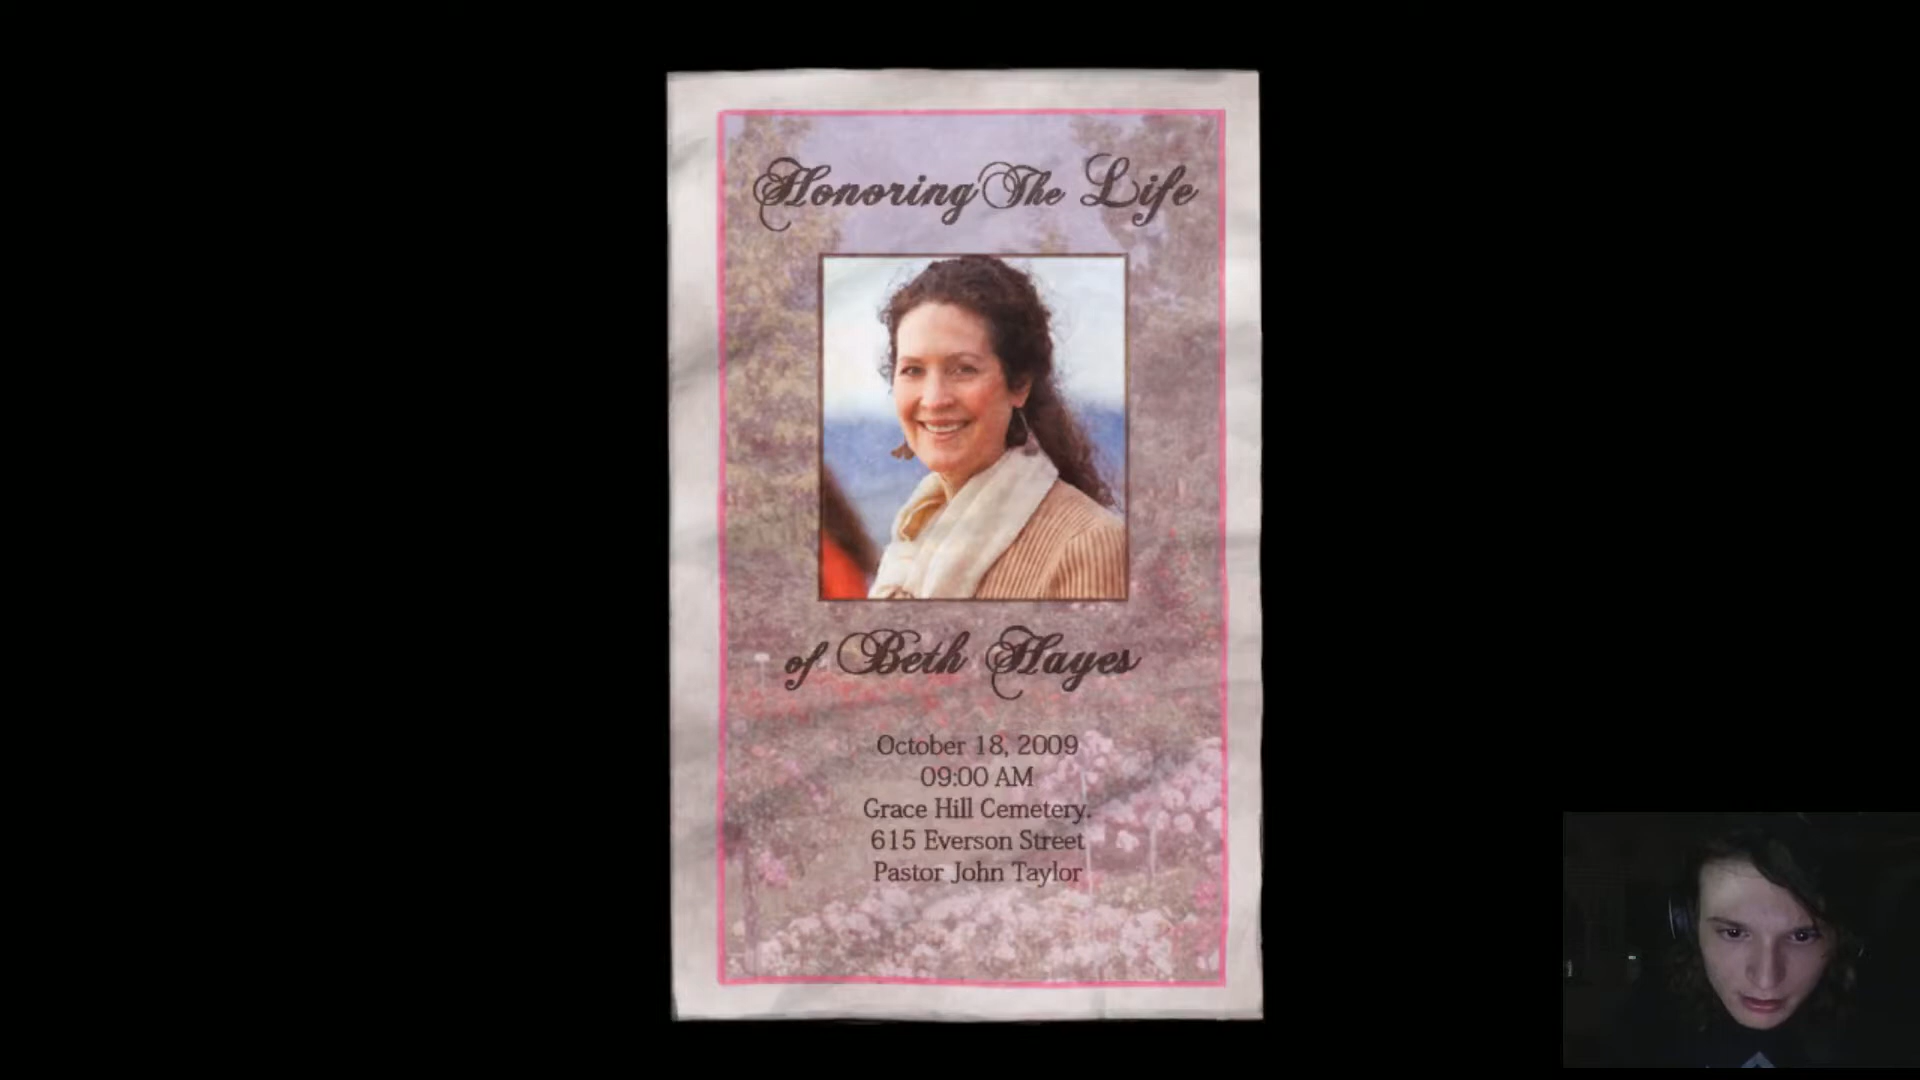 Honoring The Life
of Beth Hayes
October 18, 2009
09:00 AM
Grace Hill Cemetery.
615 Everson Street
Pastor John Taylor